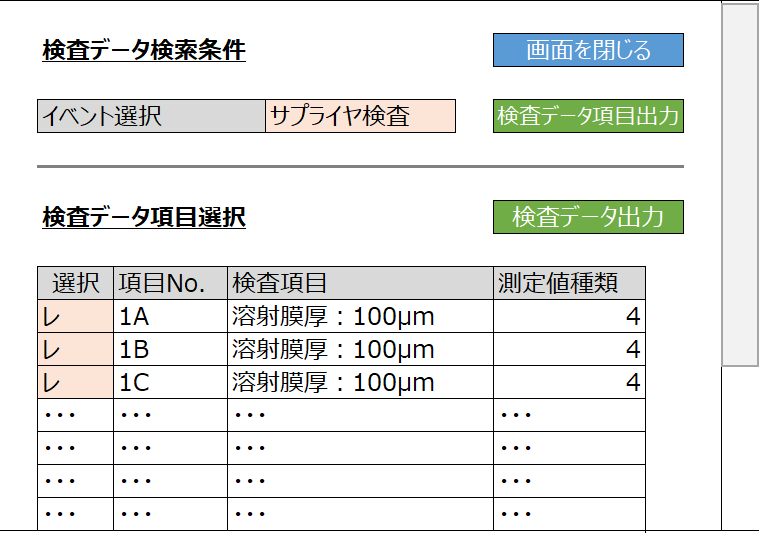 検査データ検索条件 画面を閉じる
イベント選択 サプライヤ検査 検査データ項目出力
検査データ項目選択 検査データ出力
選択 項目No. 検査項目 測定値種類
レ 1A 溶射膜厚：100μm 4
レ 1B 溶射膜厚：100μm 4
レ 1C 溶射膜厚：100μm 4
･･･ ･･･ ･･･ ･･･
･･･ ･･･ ･･･ ･･･
･･･ ･･･ ･･･ ･･･
･･･ ･･･ ･･･ ･･･